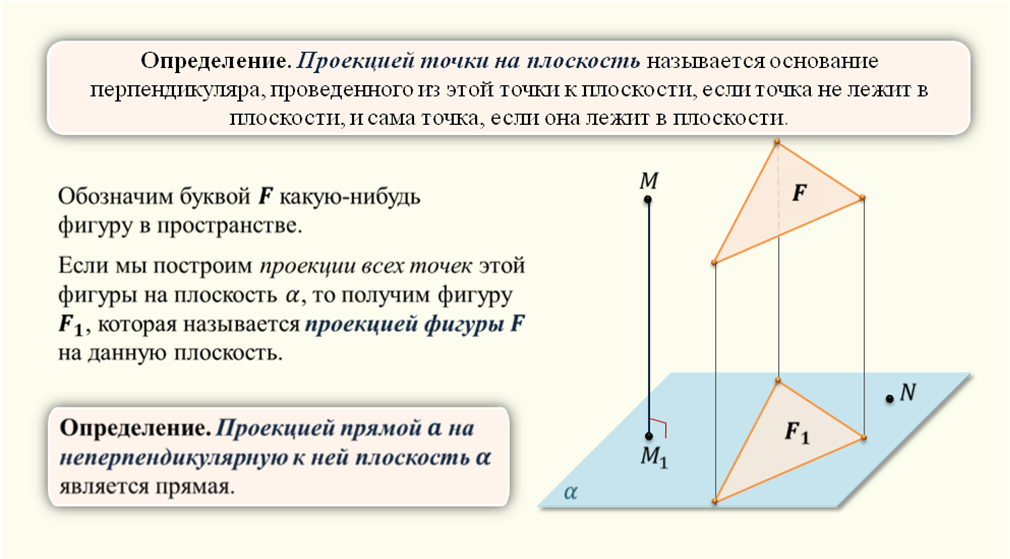 Определение. Проекцией точки на плоскость называется основание
перпендикуляра, проведенного из этой точки к плоскости, если точка не лежит в
плоскости, и сама точка, если она лежит в плоскости.
Обозначим буквой F какую-нибудь
фигуру в пространстве.
Если мы построим проекции всех точек этой
фигуры на плоскость α, то получим фигуру
F₁, которая называется проекцией фигуры F
на данную плоскость.
Определение. Проекцией прямой a на
неперпендикулярную к ней плоскость α
является прямая.
M
F
N
F₁
M₁
α